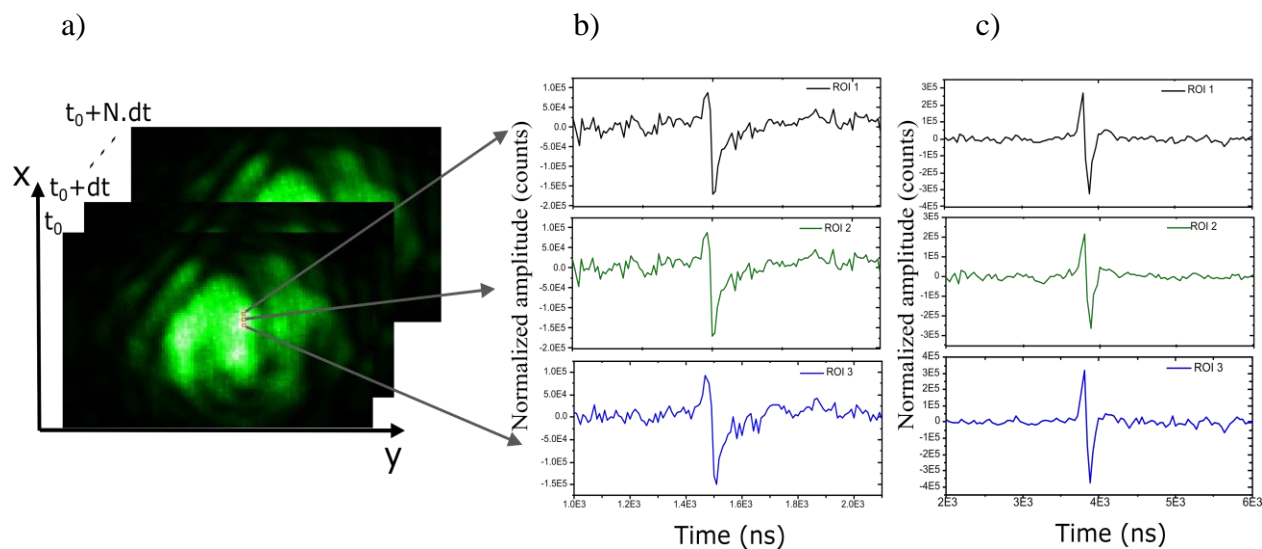 a)
b)
c)
t₀+N.dt
t₀+dt
t₀
x
y
Normalized amplitude (counts)
ROI 1
1.0E5
5.0E4
0.0
-5.0E4
-1.0E5
-1.5E5
-2.0E5
ROI 2
1.0E5
5.0E4
0.0
-5.0E4
-1.0E5
-1.5E5
-2.0E5
ROI 3
1.0E5
5.0E4
0.0
-5.0E4
-1.0E5
-1.5E5
1.0E3 1.2E3 1.4E3 1.6E3 1.8E3 2.0E3
Time (ns)
Normalized amplitude (counts)
ROI 1
3E5
2E5
1E5
0
-1E5
-2E5
-3E5
-4E5
ROI 2
3E5
2E5
1E5
0
-1E5
-2E5
-3E5
ROI 3
4E5
3E5
2E5
1E5
0
-1E5
-2E5
-3E5
-4E5
2E3 3E3 4E3 5E3 6E3
Time (ns)